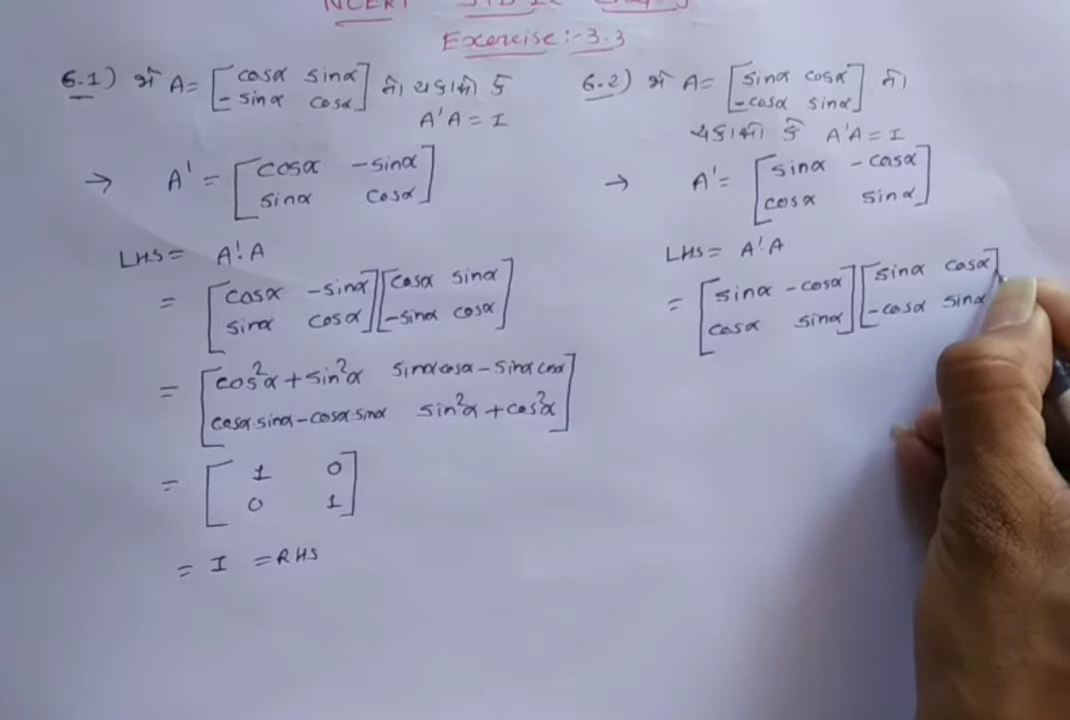 NCERT
Exercise:-3.3
6.1) જો A = [cosα sinα
-sinα cosα] તો, ચકાસો કે
A'A = I
→ A' = [cosα -sinα
sinα cosα]
LHS = A'.A
= [cosα -sinα
sinα cosα] [cosα sinα
-sinα cosα]
= [cos²α + sin²α sinαcosα - sinαcosα
cosα.sinα - cosα.sinα sin²α + cos²α]
= [1 0
0 1]
= I = RHS
6.2) જો A = [sinα cosα
-cosα sinα] તો,
ચકાસો કે A'A = I
→ A' = [sinα -cosα
cosα sinα]
LHS = A'.A
= [sinα -cosα
cosα sinα] [sinα cosα
-cosα sinα]